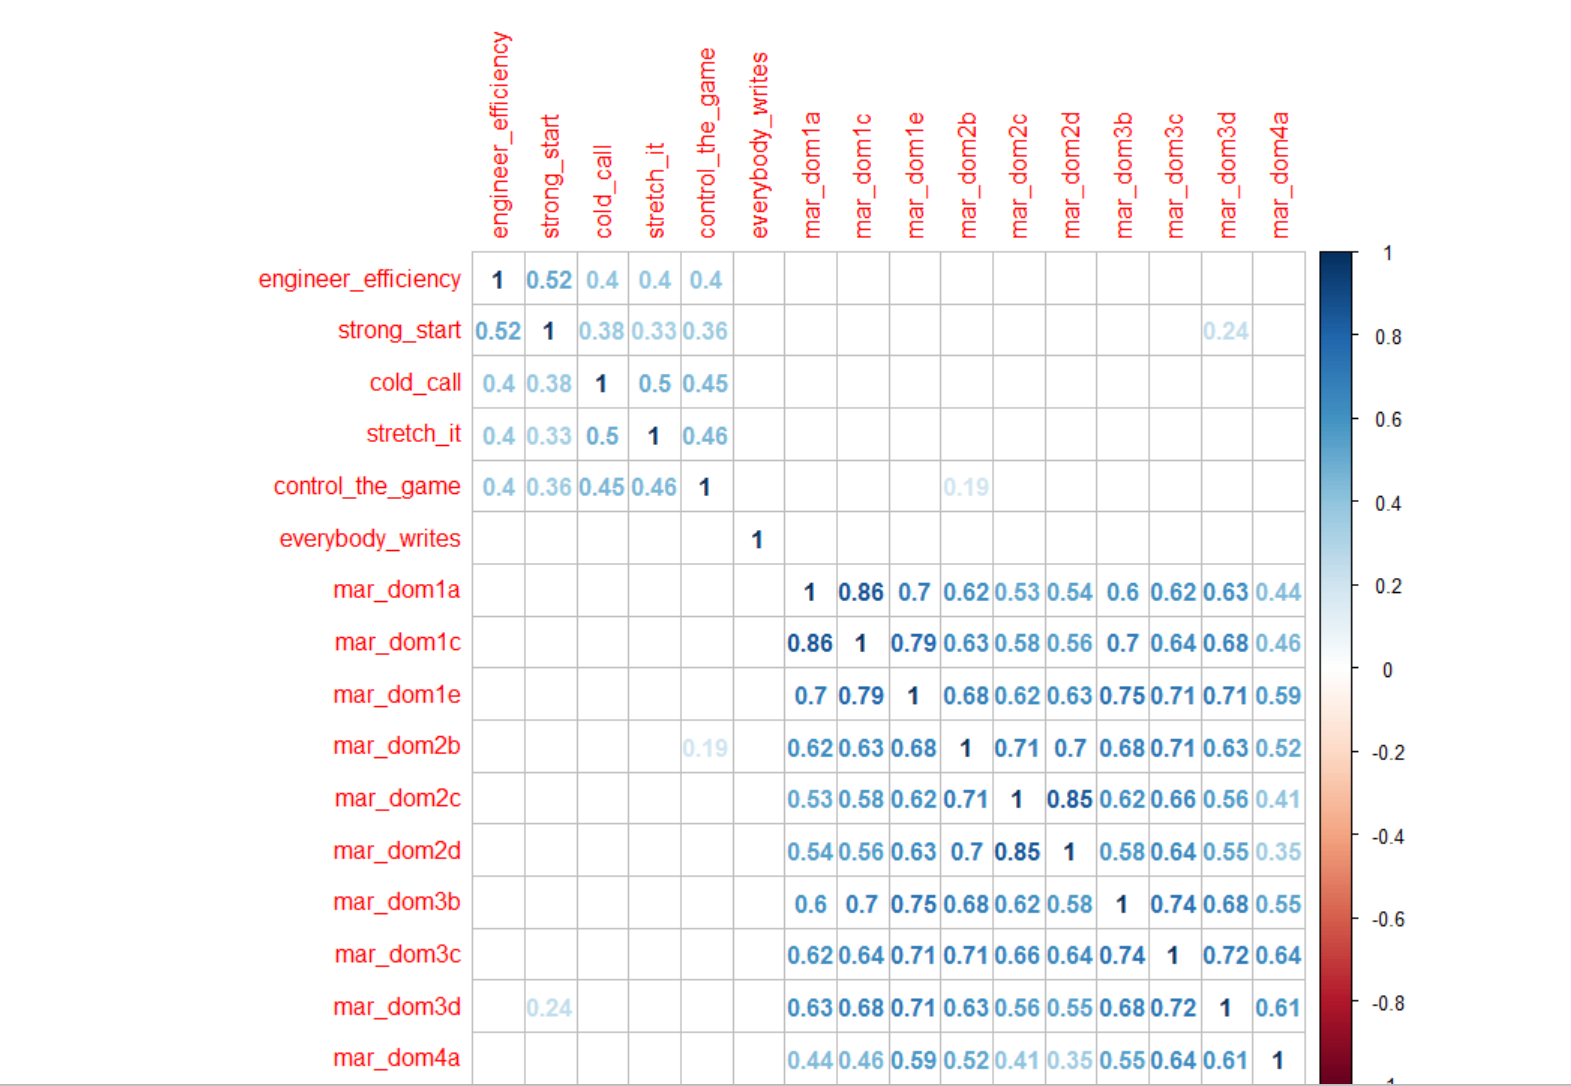 engineer_efficiency strong_start cold_call stretch_it control_the_game everybody_writes mar_dom1a mar_dom1c mar_dom1e mar_dom2b mar_dom2c mar_dom2d mar_dom3b mar_dom3c mar_dom3d mar_dom4a
engineer_efficiency 1 0.52 0.4 0.4 0.4
strong_start 0.52 1 0.38 0.33 0.36 0.24
cold_call 0.4 0.38 1 0.5 0.45
stretch_it 0.4 0.33 0.5 1 0.46
control_the_game 0.4 0.36 0.45 0.46 1 0.19
everybody_writes 1
mar_dom1a 1 0.86 0.7 0.62 0.53 0.54 0.6 0.62 0.63 0.44
mar_dom1c 0.86 1 0.79 0.63 0.58 0.56 0.7 0.64 0.68 0.46
mar_dom1e 0.7 0.79 1 0.68 0.62 0.63 0.75 0.71 0.71 0.59
mar_dom2b 0.19 0.62 0.63 0.68 1 0.71 0.7 0.68 0.71 0.63 0.52
mar_dom2c 0.53 0.58 0.62 0.71 1 0.85 0.62 0.66 0.56 0.41
mar_dom2d 0.54 0.56 0.63 0.7 0.85 1 0.58 0.64 0.55 0.35
mar_dom3b 0.6 0.7 0.75 0.68 0.62 0.58 1 0.74 0.68 0.55
mar_dom3c 0.62 0.64 0.71 0.71 0.66 0.64 0.74 1 0.72 0.64
mar_dom3d 0.24 0.63 0.68 0.71 0.63 0.56 0.55 0.68 0.72 1 0.61
mar_dom4a 0.44 0.46 0.59 0.52 0.41 0.35 0.55 0.64 0.61 1
1
0.8
0.6
0.4
0.2
0
-0.2
-0.4
-0.6
-0.8